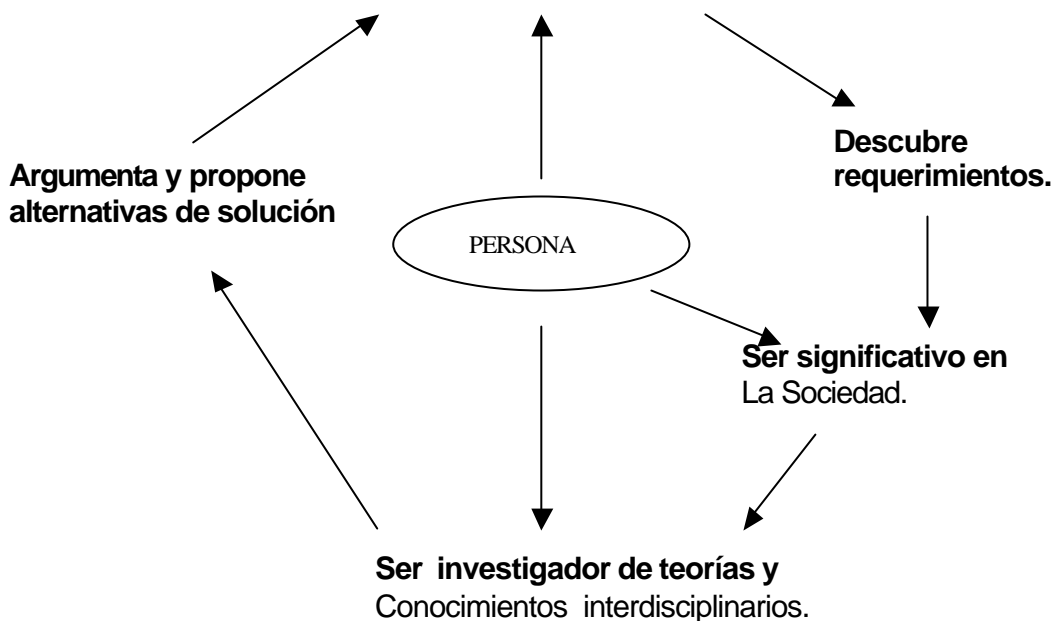 Descubre
requerimientos.
Argumenta y propone
alternativas de solución
PERSONA
Ser significativo en
La Sociedad.
Ser investigador de teorías y
Conocimientos interdisciplinarios.